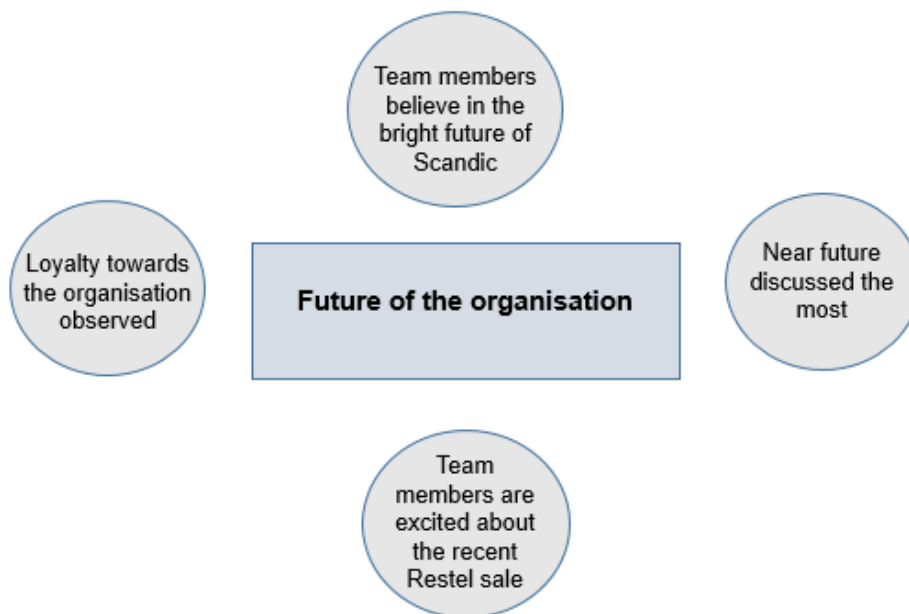 Team members
believe in the
bright future of
Scandic
Loyalty towards
the organisation
observed
Future of the organisation
Near future
discussed the
most
Team
members are
excited about
the recent
Restel sale